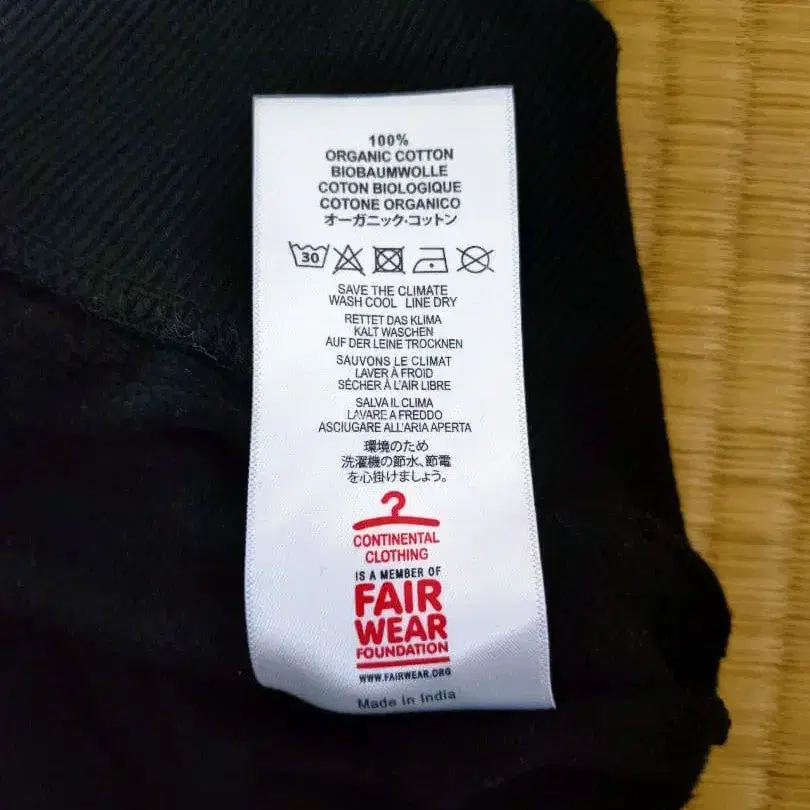 100%
ORGANIC COTTON
BIOBAUMWOLLE
COTON BIOLOGIQUE
COTONE ORGANICO
オーガニック・コットン
30
SAVE THE CLIMATE
WASH COOL LINE DRY
RETTET DAS KLIMA
KALT WASCHEN
AUF DER LEINE TROCKNEN
SAUVONS LE CLIMAT
LAVER À FROID
SÉCHER À L'AIR LIBRE
SALVA IL CLIMA
LAVARE A FREDDO
ASCIUGARE ALL'ARIA APERTA
環境のため
洗濯機の節水、節電
を心掛けましょう。
CONTINENTAL
CLOTHING
IS A MEMBER OF
FAIR
WEAR
FOUNDATION
WWW.FAIRWEAR.ORG
Made in India